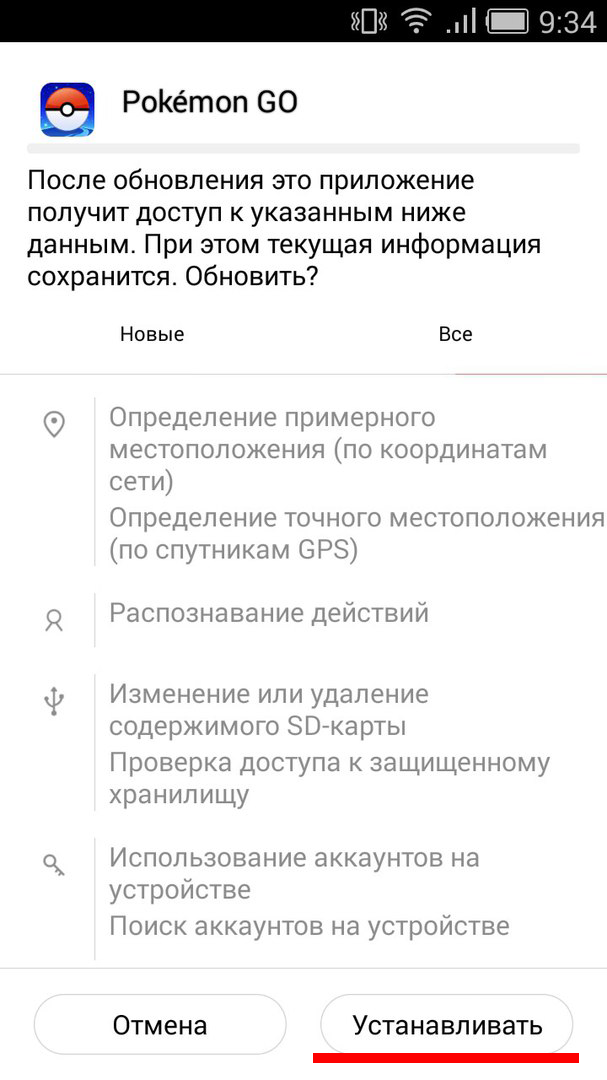 9:34
Pokémon GO
После обновления это приложение
получит доступ к указанным ниже
данным. При этом текущая информация
сохранится. Обновить?
Новые Все
Определение примерного
местоположения (по координатам
сети)
Определение точного местоположения
(по спутникам GPS)
Распознавание действий
Изменение или удаление
содержимого SD-карты
Проверка доступа к защищенному
хранилищу
Использование аккаунтов на
устройстве
Поиск аккаунтов на устройстве
Отмена Устанавливать